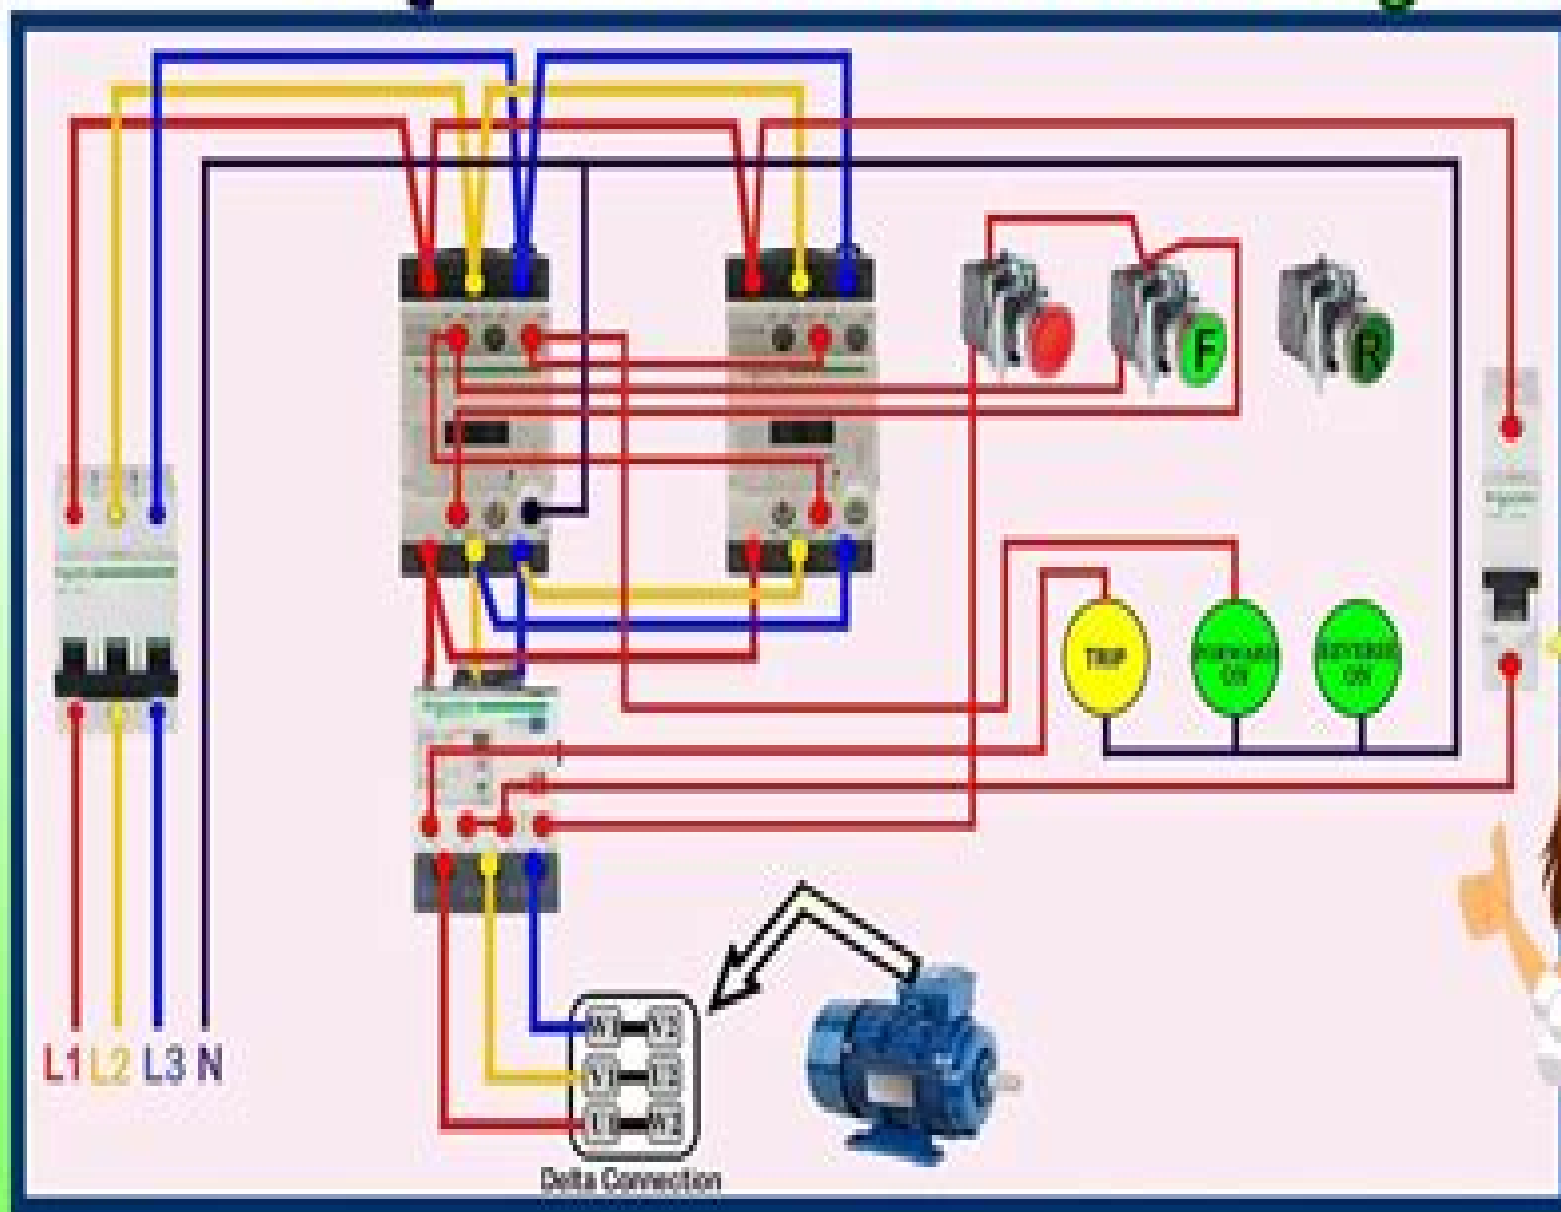 F
R
TRIP
FORWARD
ON
REVERSE
ON
L1 L2 L3 N
W1 V2
V1 U2
U1 W2
Delta Connection